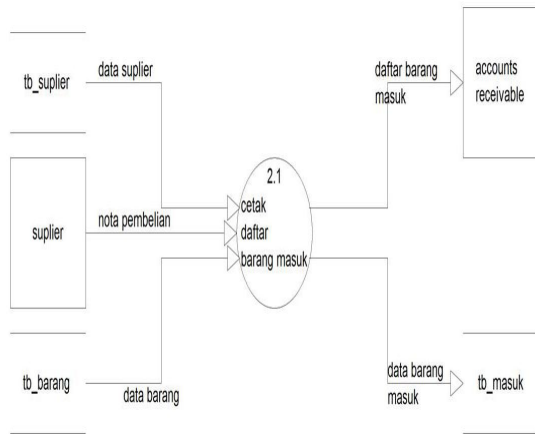 tb_suplier
data suplier
daftar barang
masuk
accounts
receivable
2.1
cetak
daftar
barang masuk
suplier
nota pembelian
tb_barang
data barang
data barang
masuk
tb_masuk